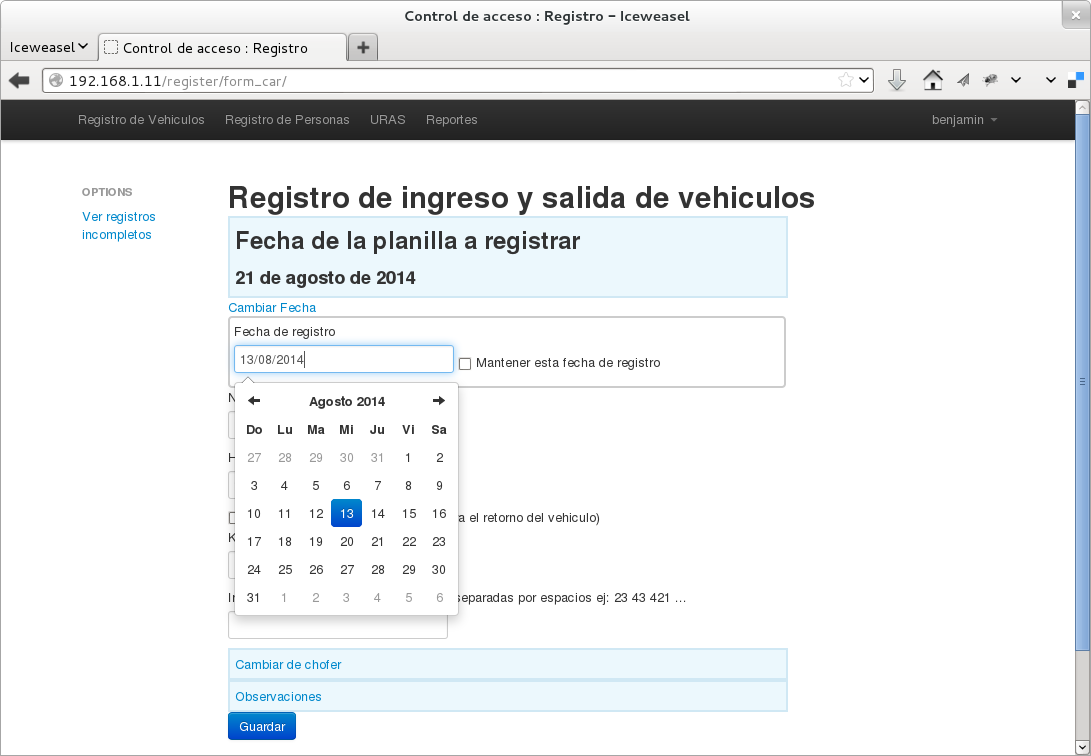 Control de acceso : Registro - Iceweasel
Iceweasel
Control de acceso : Registro
192.168.1.11/register/form_car/
Registro de Vehiculos Registro de Personas URAS Reportes benjamin
OPTIONS
Ver registros
incompletos
Registro de ingreso y salida de vehiculos
Fecha de la planilla a registrar
21 de agosto de 2014
Cambiar Fecha
Fecha de registro
13/08/2014
Mantener esta fecha de registro
Agosto 2014
Do Lu Ma Mi Ju Vi Sa
27 28 29 30 31 1 2
3 4 5 6 7 8 9
10 11 12 13 14 15 16
17 18 19 20 21 22 23
24 25 26 27 28 29 30
31 1 2 3 4 5 6
el retorno del vehiculo)
separadas por espacios ej: 23 43 421 ...
Cambiar de chofer
Observaciones
Guardar